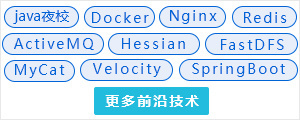 java夜校 Docker Nginx Redis
ActiveMQ Hessian FastDFS
MyCat Velocity SpringBoot
更多前沿技术